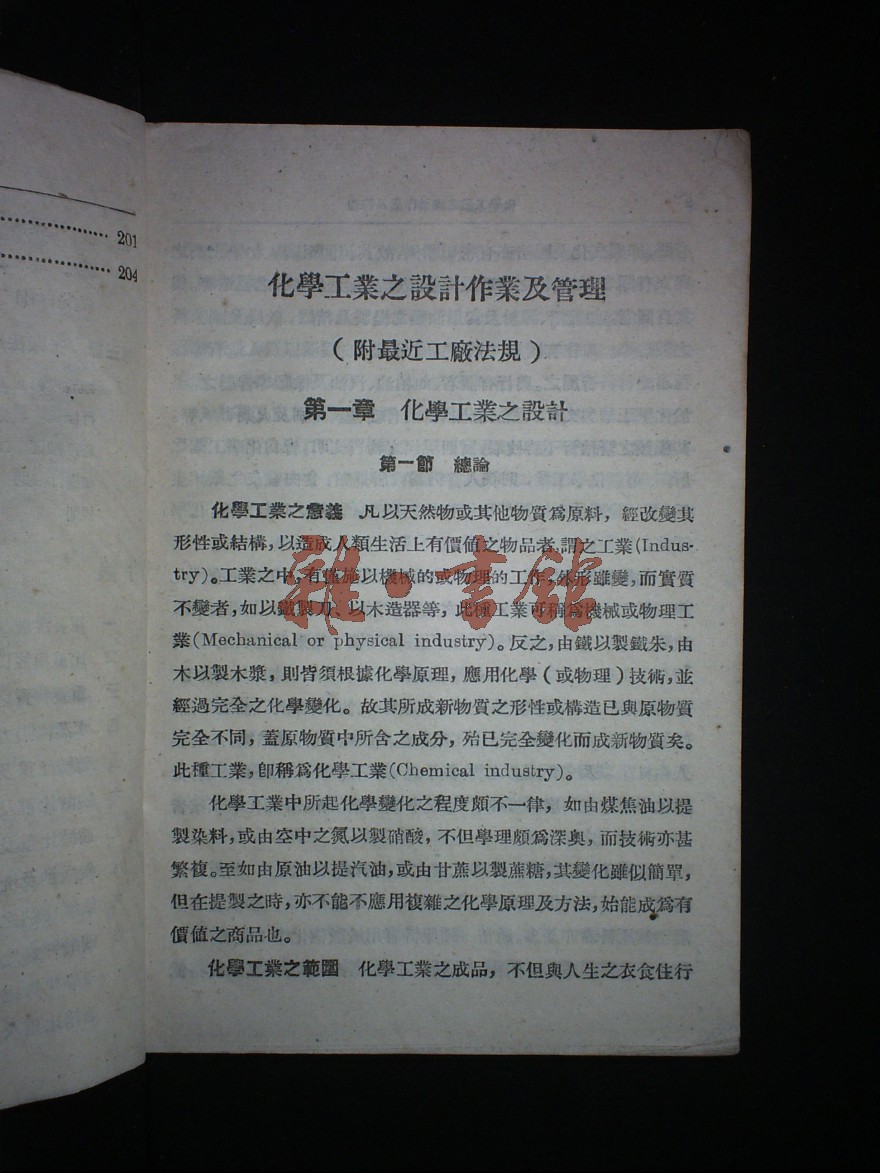 201
204
化學工業之設計作業及管理
（附最近工廠法規）
第一章　化學工業之設計
第一節　總論
化學工業之意義　凡以天然物或其他物質爲原料，經改變其
形性或結構，以造成人類生活上有價値之物品者，謂之工業(Indus-
try)。工業之中，有僅施以機械的或物理的工作，外形雖變，而實質
不變者，如以鐵製刀、以木造器等，此種工業可稱爲機械或物理工
業(Mechanical or physical industry)。反之，由鐵以製鐵朱，由
木以製木漿，則皆須根據化學原理，應用化學（或物理）技術，並
經過完全之化學變化。故其所成新物質之形性或構造已與原物質
完全不同，蓋原物質中所含之成分，殆已完全變化而成新物質矣。
此種工業，卽稱爲化學工業(Chemical industry)。
化學工業中所起化學變化之程度頗不一律，如由煤焦油以提
製染料，或由空中之氮以製硝酸，不但學理頗爲深奧，而技術亦甚
繁複。至如由原油以提汽油，或由甘蔗以製蔗糖，其變化雖似簡單，
但在提製之時，亦不能不應用複雜之化學原理及方法，始能成爲有
價値之商品也。
化學工業之範圍　化學工業之成品，不但與人生之衣食住行
雜·書館